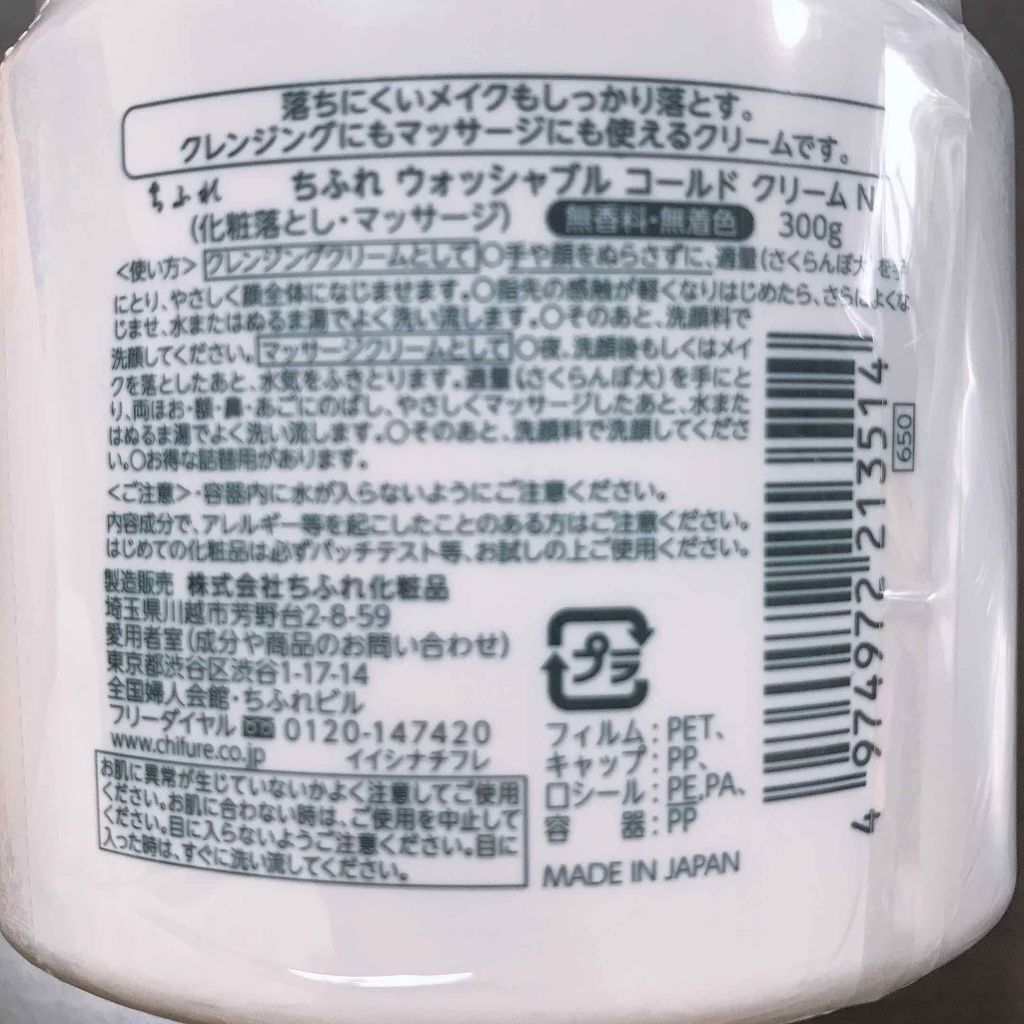 落ちにくいメイクもしっかり落とす。
クレンジングにもマッサージにも使えるクリームです。
ちふれ ちふれ ウォッシャブル コールド クリーム N
(化粧落とし・マッサージ) 無香料・無着色 300g
<使い方> クレンジングクリームとして ○手や顔をぬらさずに、適量(さくらんぼ大)を手
にとり、やさしく顔全体になじませます。○指先の感触が軽くなりはじめたら、さらによくな
じませ、水またはぬるま湯でよく洗い流します。○そのあと、洗顔料で
洗顔してください。 マッサージクリームとして ○夜、洗顔後もしくはメイ
クを落としたあと、水気をふきとります。適量(さくらんぼ大)を手にと
り、両ほお・額・鼻・あごにのばし、やさしくマッサージしたあと、水また
はぬるま湯でよく洗い流します。○そのあと、洗顔料で洗顔してくださ
い。○お得な詰替用があります。
<ご注意>・容器内に水が入らないようにご注意ください。
内容成分で、アレルギー等を起こしたことのある方はご注意ください。
はじめての化粧品は必ずパッチテスト等、お試しの上ご使用ください。
製造販売 株式会社ちふれ化粧品
埼玉県川越市芳野台2-8-59
愛用者室(成分や商品のお問い合わせ)
東京都渋谷区渋谷1-17-14
全国婦人会館・ちふれビル
フリーダイヤル 0120-147420
www.chifure.co.jp イイシナチフレ
お肌に異常が生じていないかよく注意してご使用
ください。お肌に合わない時は、ご使用を中止して
ください。目に入らないようご注意ください。目に
入った時は、すぐに洗い流してください。
プラ
フィルム:PET、
キャップ:PP、
口シール:PE,PA、
容 器:PP
MADE IN JAPAN
4 974972 213514
650